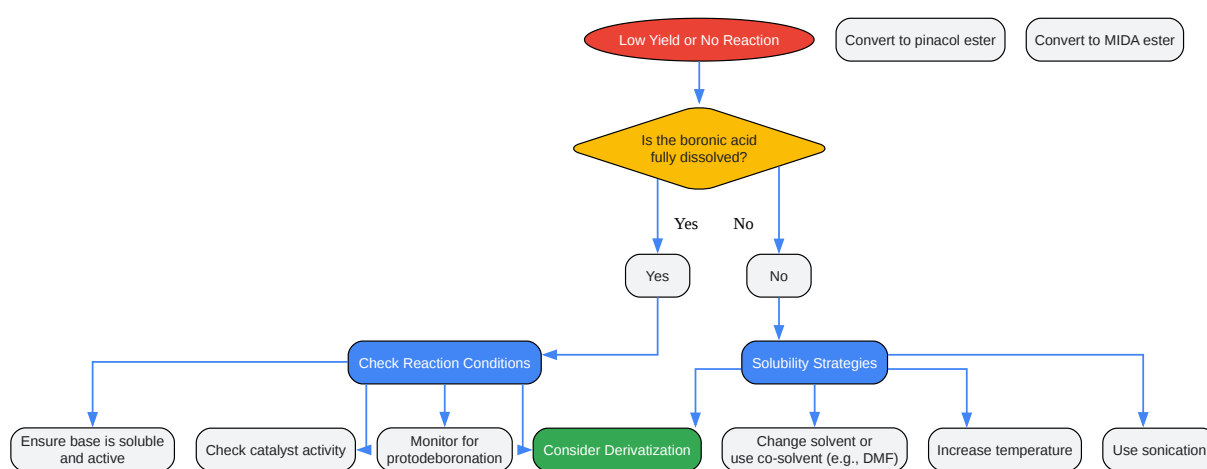 Low Yield or No Reaction
Convert to pinacol ester
Convert to MIDA ester
Is the boronic acid
fully dissolved?
Yes
No
Yes
No
Check Reaction Conditions
Solubility Strategies
Ensure base is soluble
and active
Check catalyst activity
Monitor for
protodeboronation
Consider Derivatization
Change solvent or
use co-solvent (e.g., DMF)
Increase temperature
Use sonication